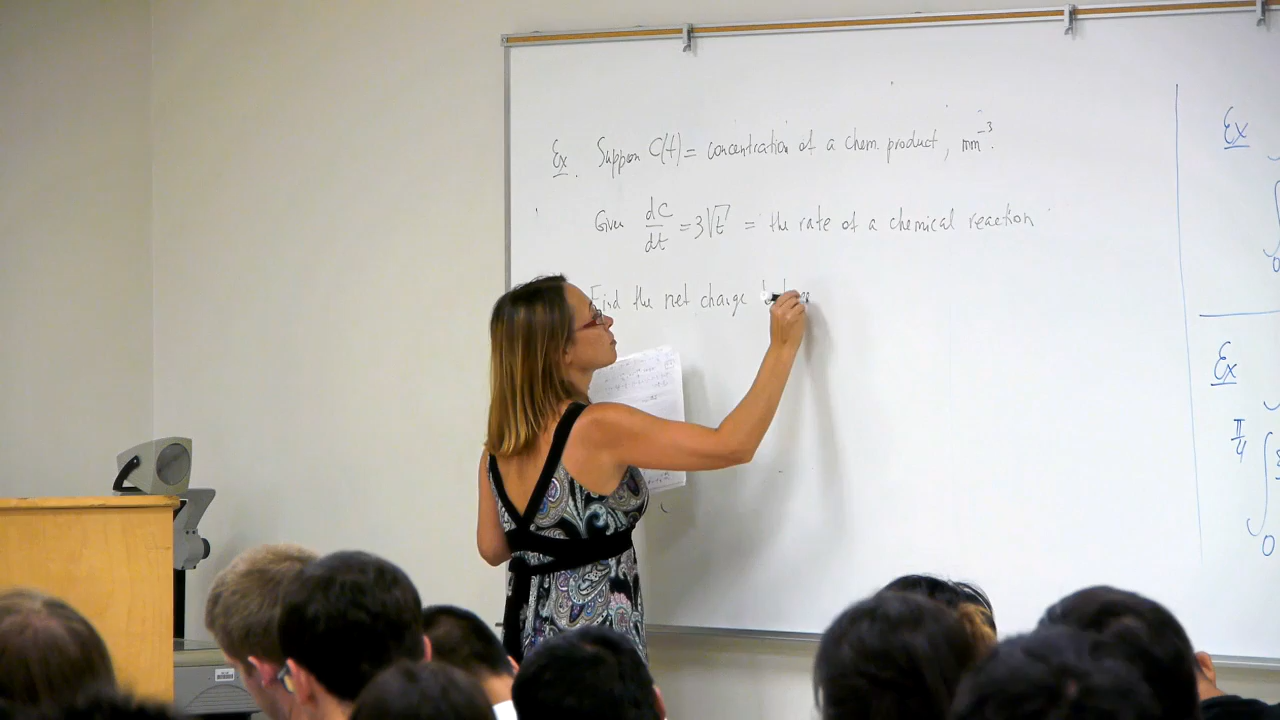 Ex. Suppose C(t) = concentration of a chem. product, mm⁻³.
Given dC/dt = 3√t = the rate of a chemical reaction
Find the net change
Ex
0
Ex
π/4
∫
0